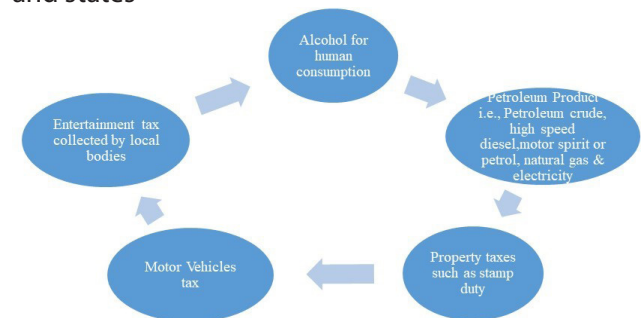 and states
Alcohol for
human
consumption
Petroleum Product
i.e., Petroleum crude,
high speed
diesel,motor spirit or
petrol, natural gas &
electricity
Property taxes
such as stamp
duty
Motor Vehicles
tax
Entertainment tax
collected by local
bodies